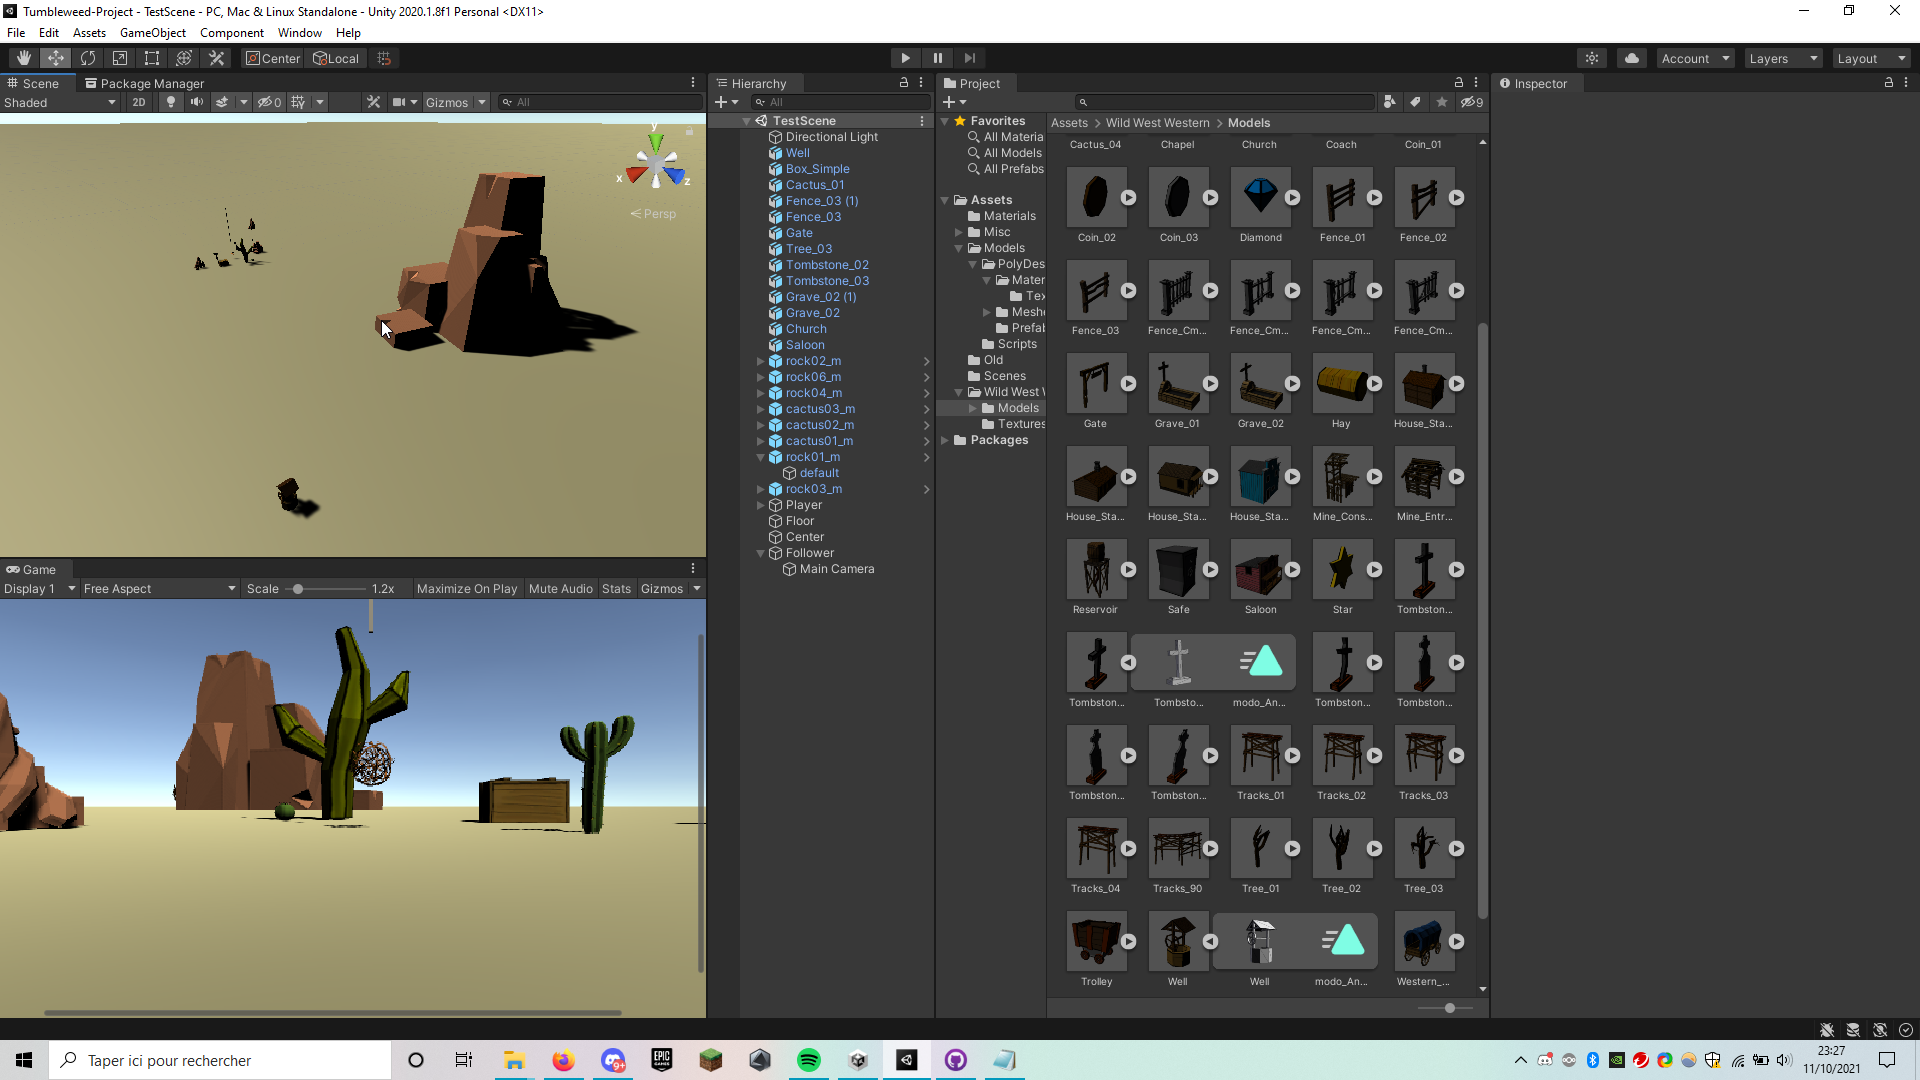 Tumbleweed-Project - TestScene - PC, Mac & Linux Standalone - Unity 2020.1.8f1 Personal <DX11>
File Edit Assets GameObject Component Window Help
Center Local Account Layers Layout
Scene Package Manager
Shaded 2D 0 Gizmos All
y
x
z
Persp
Game
Display 1 Free Aspect Scale 1.2x Maximize On Play Mute Audio Stats Gizmos
Hierarchy
All
TestScene
Directional Light
Well
Box_Simple
Cactus_01
Fence_03 (1)
Fence_03
Gate
Tree_03
Tombstone_02
Tombstone_03
Grave_02 (1)
Grave_02
Church
Saloon
rock02_m
rock06_m
rock04_m
cactus03_m
cactus02_m
cactus01_m
rock01_m
default
rock03_m
Player
Floor
Center
Follower
Main Camera
Project
9
Favorites
All Materia
All Models
All Prefabs
Assets
Materials
Misc
Models
PolyDes
Mater
Tex
Meshe
Prefab
Scripts
Old
Scenes
Wild West W
Models
Textures
Packages
Assets > Wild West Western > Models
Cactus_04 Chapel Church Coach Coin_01
Coin_02 Coin_03 Diamond Fence_01 Fence_02
Fence_03 Fence_Cm... Fence_Cm... Fence_Cm... Fence_Cm...
Gate Grave_01 Grave_02 Hay House_Sta...
House_Sta... House_Sta... House_Sta... Mine_Cons... Mine_Entr...
Reservoir Safe Saloon Star Tombston...
Tombston... Tombsto... modo_An... Tombston... Tombston...
Tombston... Tombston... Tracks_01 Tracks_02 Tracks_03
Tracks_04 Tracks_90 Tree_01 Tree_02 Tree_03
Trolley Well Well modo_An... Western_...
Inspector
Taper ici pour rechercher
9+
EPIC GAMES
23:27
11/10/2021